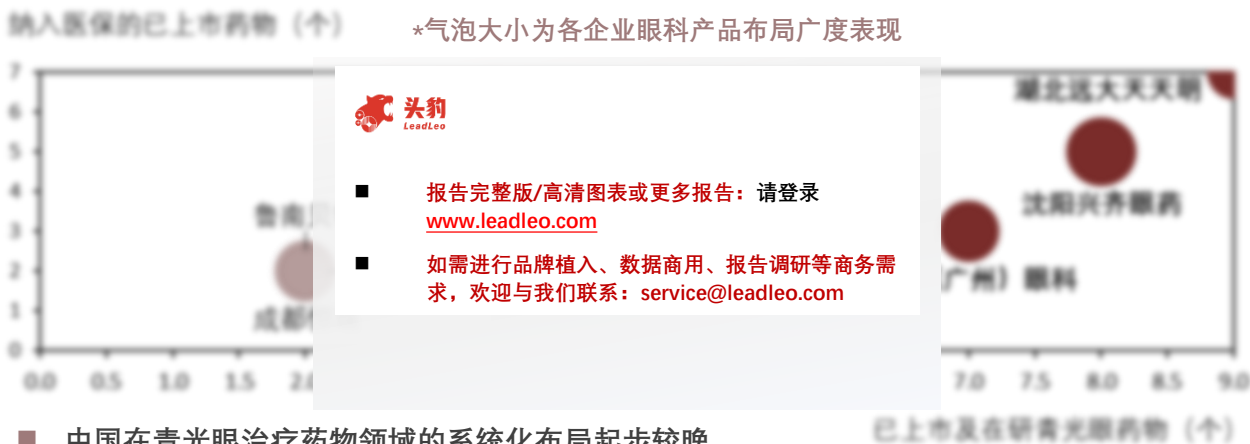 纳入医保的已上市药物（个）
*气泡大小为各企业眼科产品布局广度表现
7
6
5
4
3
2
1
0
头豹
LeadLeo
■ 报告完整版/高清图表或更多报告：请登录
www.leadleo.com
■ 如需进行品牌植入、数据商用、报告调研等商务需
求，欢迎与我们联系：service@leadleo.com
湖北远大天天明
沈阳兴齐眼药
（广州）眼科
鲁南
成都
0.0 0.5 1.0 1.5 7.0 7.5 8.0 8.5 9.0
已上市及在研青光眼药物（个）
■ 中国在青光眼治疗药物领域的系统化布局起步较晚